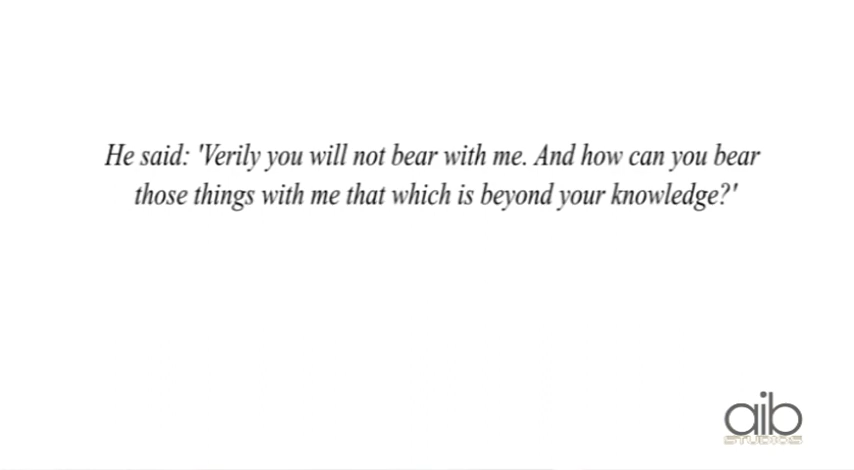 He said: 'Verily you will not bear with me. And how can you bear
those things with me that which is beyond your knowledge?'
aib
STUDIOS